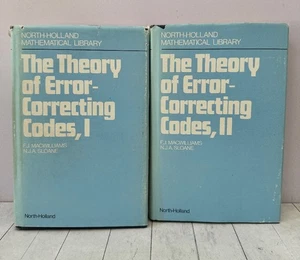 NORTH-HOLLAND
MATHEMATICAL LIBRARY
The Theory
of Error-
Correcting
Codes, I
F.J. MACWILLIAMS
N.J.A. SLOANE
North-Holland
NORTH-HOLLAND
MATHEMATICAL LIBRARY
The Theory
of Error-
Correcting
Codes, II
F.J. MACWILLIAMS
N.J.A. SLOANE
North-Holland